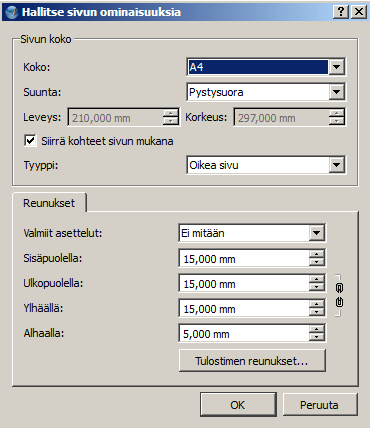 Hallitse sivun ominaisuuksia
Sivun koko
Koko: A4
Suunta: Pystysuora
Leveys: 210,000 mm Korkeus: 297,000 mm
Siirrä kohteet sivun mukana
Tyyppi: Oikea sivu
Reunukset
Valmiit asettelut: Ei mitään
Sisäpuolella: 15,000 mm
Ulkopuolella: 15,000 mm
Ylhäällä: 15,000 mm
Alhaalla: 5,000 mm
Tulostimen reunukset...
OK Peruuta